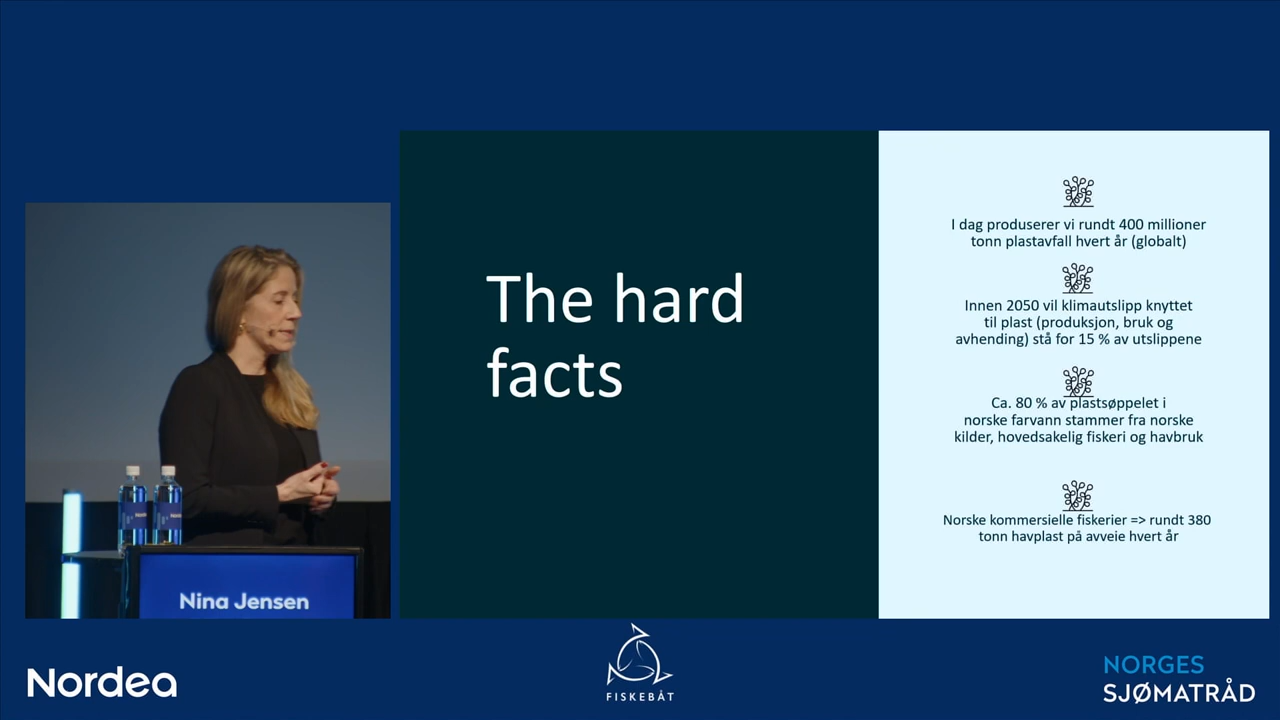 The hard
facts
I dag produserer vi rundt 400 millioner
tonn plastavfall hvert år (globalt)
Innen 2050 vil klimautslipp knyttet
til plast (produksjon, bruk og
avhending) stå for 15 % av utslippene
Ca. 80 % av plastsøppelet i
norske farvann stammer fra norske
kilder, hovedsakelig fiskeri og havbruk
Norske kommersielle fiskerier => rundt 380
tonn havplast på avveie hvert år
Nina Jensen
Nordea
FISKEBÅT
NORGES
SJØMATRÅD